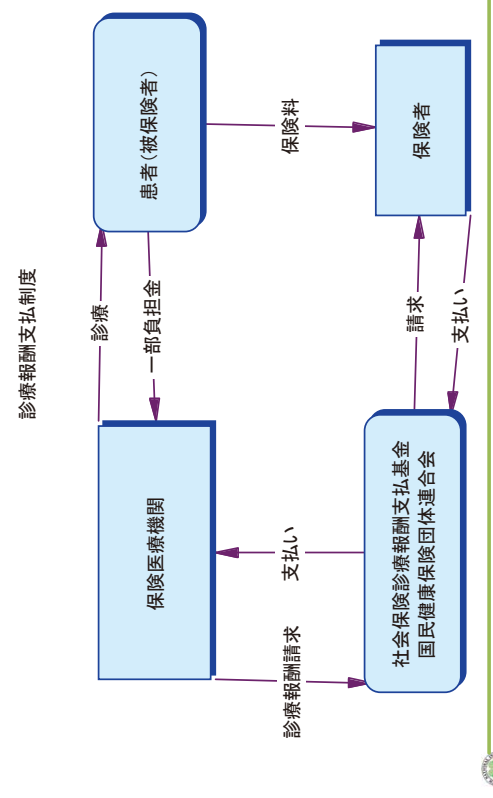 診療報酬支払制度
保険医療機関
診療
一部負担金
患者（被保険者）
診療報酬請求
支払い
保険料
社会保険診療報酬支払基金
国民健康保険団体連合会
請求
支払い
保険者